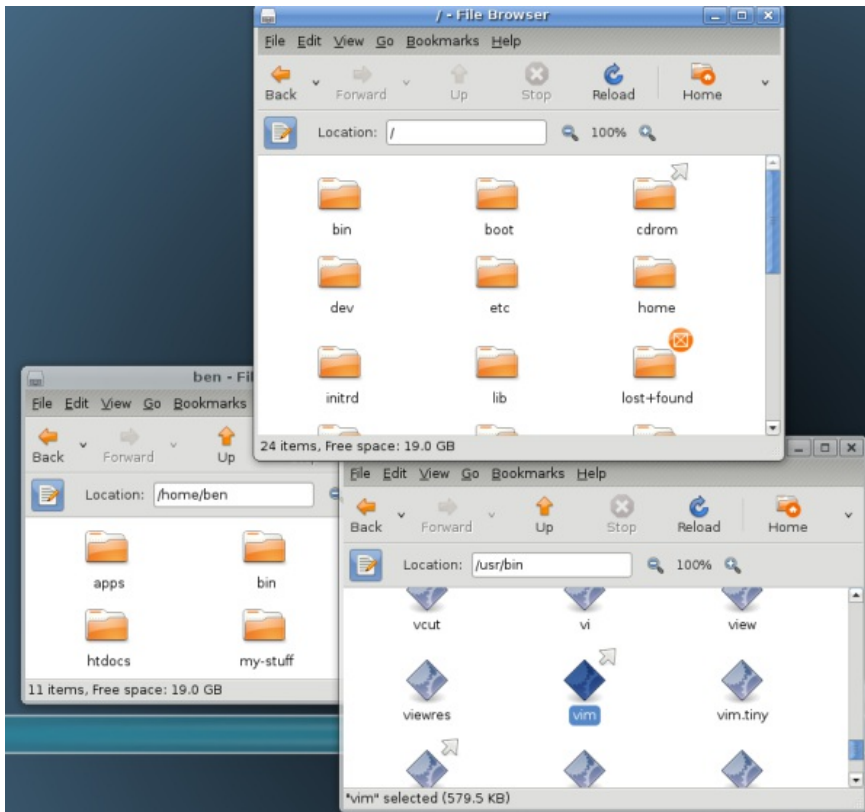 / - File Browser
File Edit View Go Bookmarks Help
Back Forward Up Stop Reload Home
Location: / 100%
bin boot cdrom
dev etc home
initrd lib lost+found
24 items, Free space: 19.0 GB
ben - Fil
File Edit View Go Bookmarks
Back Forward Up
Location: /home/ben
apps bin
htdocs my-stuff
11 items, Free space: 19.0 GB
File Edit View Go Bookmarks Help
Back Forward Up Stop Reload Home
Location: /usr/bin 100%
vcut vi view
viewres vim vim.tiny
"vim" selected (579.5 KB)